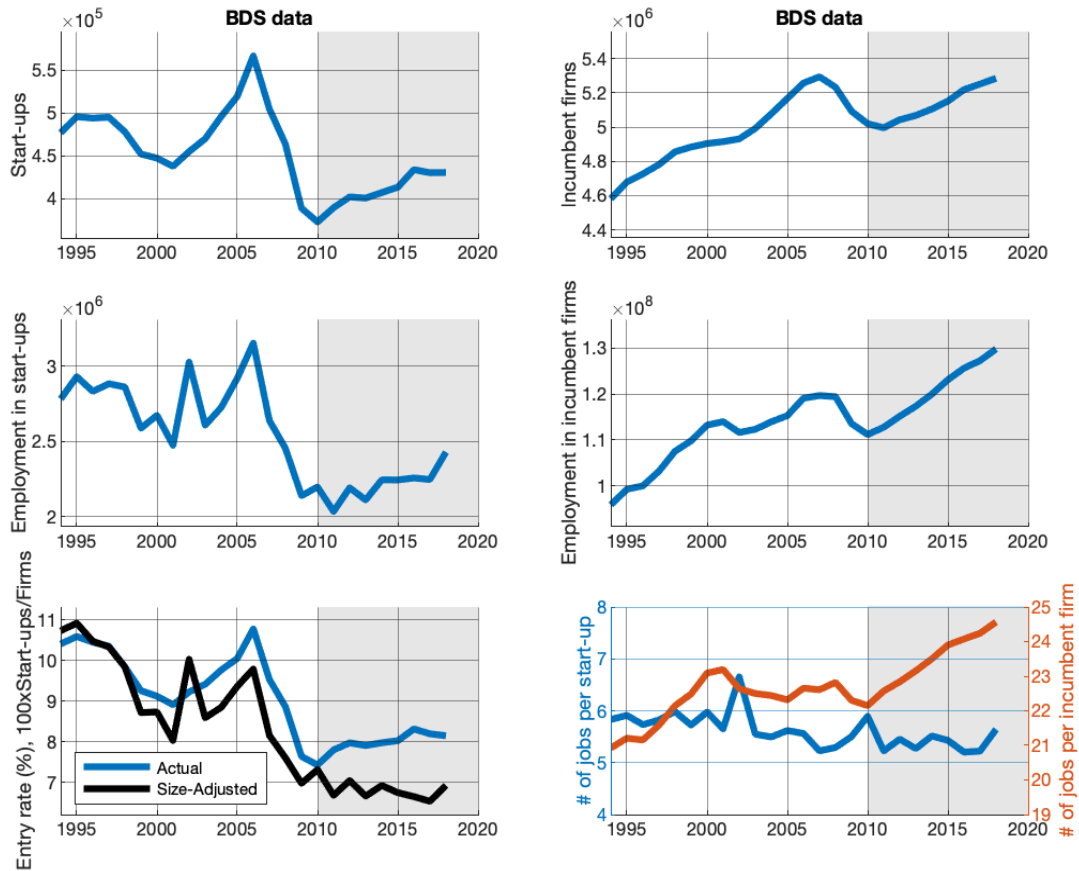 BDS data
×10^5
Start-ups
5.5
5
4.5
4
1995 2000 2005 2010 2015 2020
BDS data
×10^6
Incumbent firms
5.4
5.2
5
4.8
4.6
4.4
1995 2000 2005 2010 2015 2020
×10^6
Employment in start-ups
3
2.5
2
1995 2000 2005 2010 2015 2020
×10^8
Employment in incumbent firms
1.3
1.2
1.1
1
1995 2000 2005 2010 2015 2020
Entry rate (%), 100xStart-ups/Firms
11
10
9
8
7
Actual
Size-Adjusted
1995 2000 2005 2010 2015 2020
# of jobs per start-up
8
7
6
5
4
1995 2000 2005 2010 2015 2020
25
24
23
22
21
20
19
# of jobs per incumbent firm